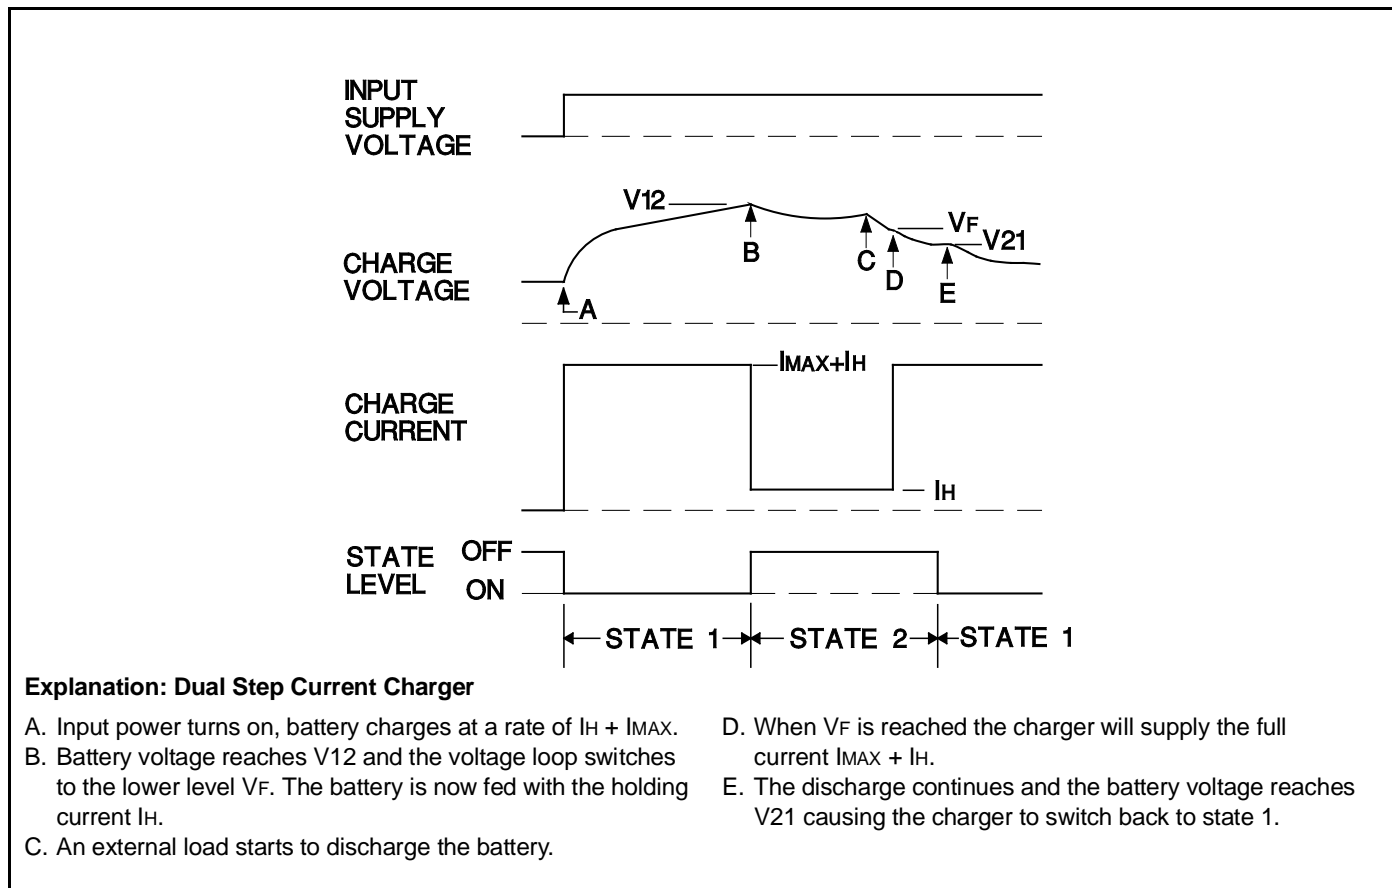 INPUT
SUPPLY
VOLTAGE
V12
VF
V21
B
C
D
E
CHARGE
VOLTAGE
A
IMAX+IH
CHARGE
CURRENT
IH
STATE
LEVEL
OFF
ON
STATE 1
STATE 2
STATE 1
Explanation: Dual Step Current Charger
A. Input power turns on, battery charges at a rate of IH + IMAX.
B. Battery voltage reaches V12 and the voltage loop switches
to the lower level VF. The battery is now fed with the holding
current IH.
C. An external load starts to discharge the battery.
D. When VF is reached the charger will supply the full
current IMAX + IH.
E. The discharge continues and the battery voltage reaches
V21 causing the charger to switch back to state 1.